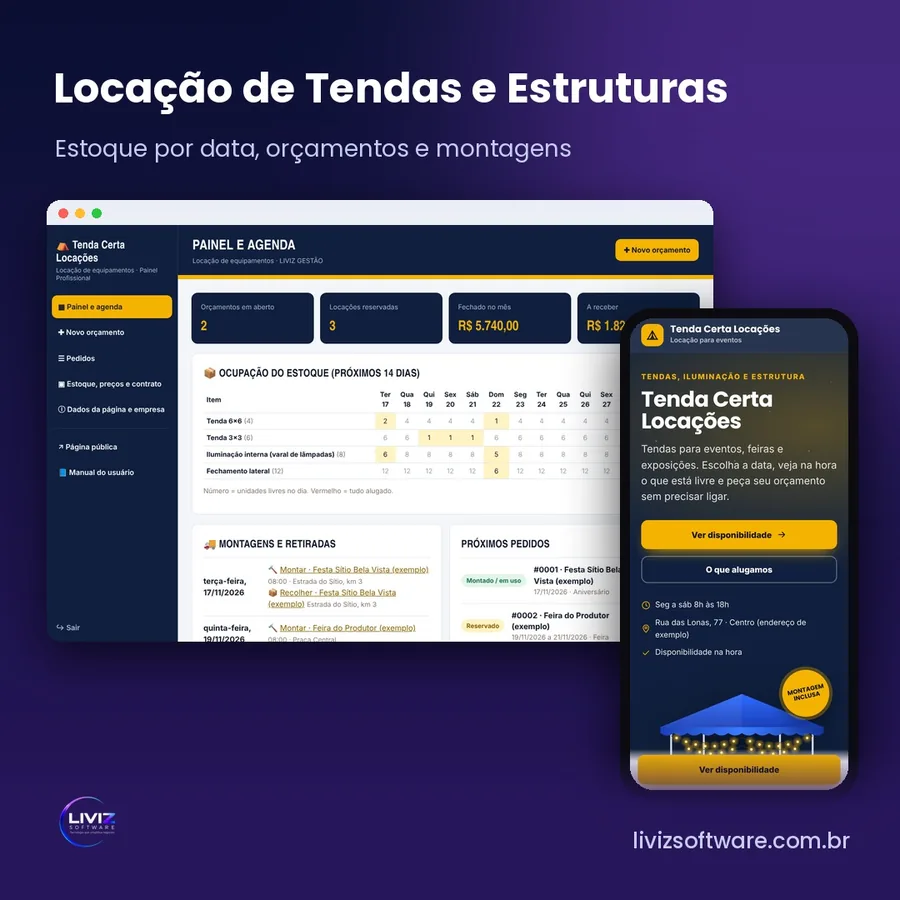 Locação de Tendas e Estruturas
Estoque por data, orçamentos e montagens
Tenda Certa
Locações
Locação de equipamentos · Painel
Profissional
Painel e agenda
Novo orçamento
Pedidos
Estoque, preços e contrato
Dados da página e empresa
Página pública
Manual do usuário
Sair
PAINEL E AGENDA
Locação de equipamentos · LIVIZ GESTÃO
+ Novo orçamento
Orçamentos em aberto
2
Locações reservadas
3
Fechado no mês
R$ 5.740,00
A receber
R$ 1.82
OCUPAÇÃO DO ESTOQUE (PRÓXIMOS 14 DIAS)
Item Ter 17 Qua 18 Qui 19 Sex 20 Sáb 21 Dom 22 Seg 23 Ter 24 Qua 25 Qui 26 Sex 27
Tenda 6×6 (4) 2 4 4 4 4 1 4 4 4 4 4
Tenda 3×3 (6) 6 6 1 1 1 6 6 6 6 6 6
Iluminação interna (varal de lâmpadas) (8) 6 8 8 8 8 5 8 8 8 8 8
Fechamento lateral (12) 12 12 12 12 12 6 12 12 12 12 12
Número = unidades livres no dia. Vermelho = tudo alugado.
MONTAGENS E RETIRADAS
terça-feira,
17/11/2026
Montar · Festa Sítio Bela Vista (exemplo)
08:00 · Estrada do Sítio, km 3
Recolher · Festa Sítio Bela Vista
(exemplo) Estrada do Sítio, km 3
quinta-feira,
19/11/2026
Montar · Feira do Produtor (exemplo)
08:00 · Praça Central
PRÓXIMOS PEDIDOS
Montado / em uso
#0001 · Festa Sítio Bela
Vista (exemplo)
17/11/2026 · Aniversário
Reservado
#0002 · Feira do Produtor
(exemplo)
19/11/2026 a 21/11/2026 · Feira
Tenda Certa Locações
Locação para eventos
TENDAS, ILUMINAÇÃO E ESTRUTURA
Tenda Certa
Locações
Tendas para eventos, feiras e
exposições. Escolha a data, veja na hora
o que está livre e peça seu orçamento
sem precisar ligar.
Ver disponibilidade →
O que alugamos
Seg a sáb 8h às 18h
Rua das Lonas, 77 · Centro (endereço de
exemplo)
Disponibilidade na hora
MONTAGEM
INCLUSA
Ver disponibilidade
LIVIZ
SOFTWARE
livizsoftware.com.br